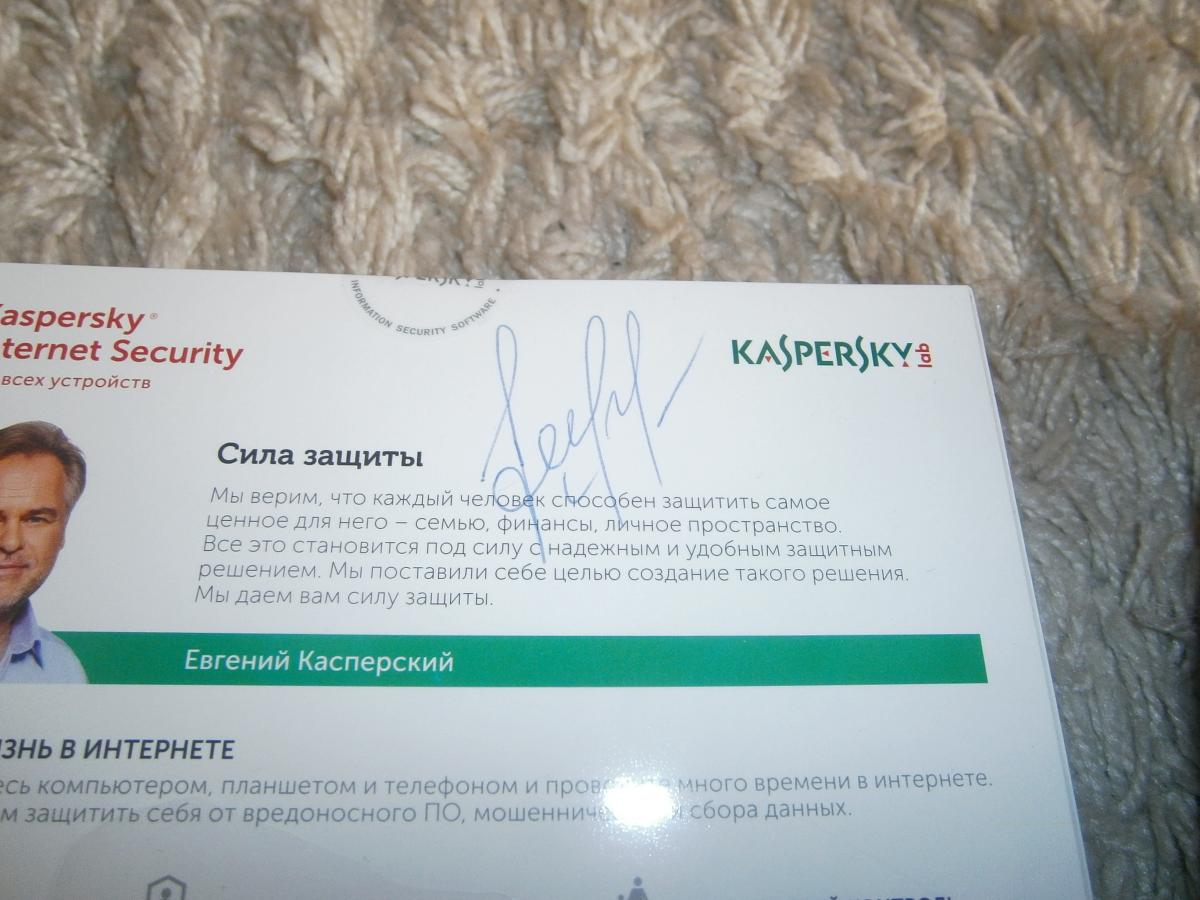 INFORMATION SECURITY SOFTWARE
aspersky®
ternet Security
всех устройств
KASPERSKY lab
Сила защиты
Мы верим, что каждый человек способен защитить самое
ценное для него – семью, финансы, личное пространство.
Все это становится под силу с надежным и удобным защитным
решением. Мы поставили себе целью создание такого решения.
Мы даем вам силу защиты.
Евгений Касперский
ЗНЬ В ИНТЕРНЕТЕ
есь компьютером, планшетом и телефоном и много времени в интернете.
м защитить себя от вредоносного ПО, сбора данных.